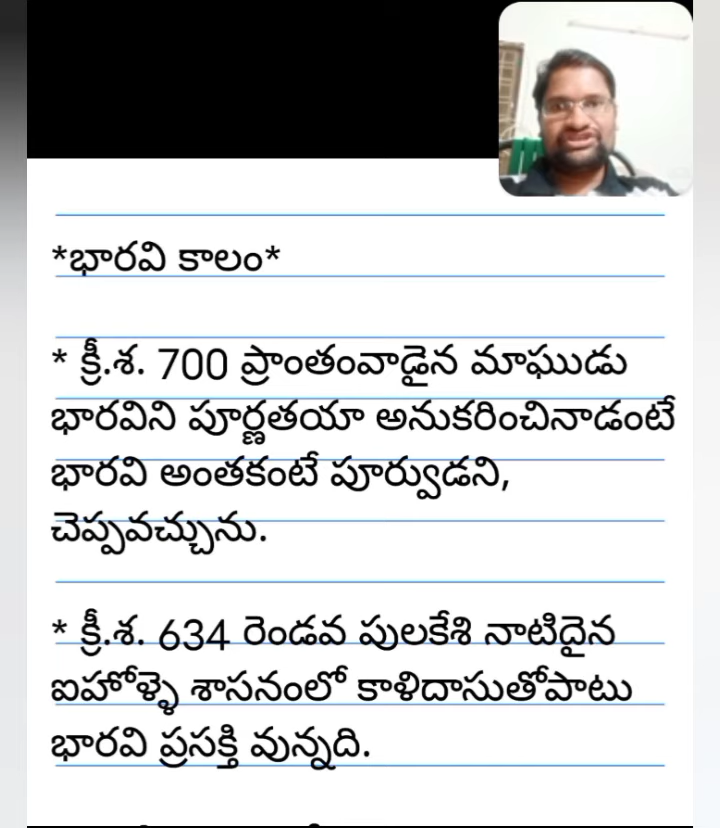 *భారవి కాలం*
* క్రీ.శ. 700 ప్రాంతంవాడైన మాఘుడు
భారవిని పూర్ణతయా అనుకరించినాడంటే
భారవి అంతకంటే పూర్వుడని,
చెప్పవచ్చును.
* క్రీ.శ. 634 రెండవ పులకేశి నాటిదైన
ఐహోళ్ళె శాసనంలో కాళిదాసుతోపాటు
భారవి ప్రసక్తి వున్నది.